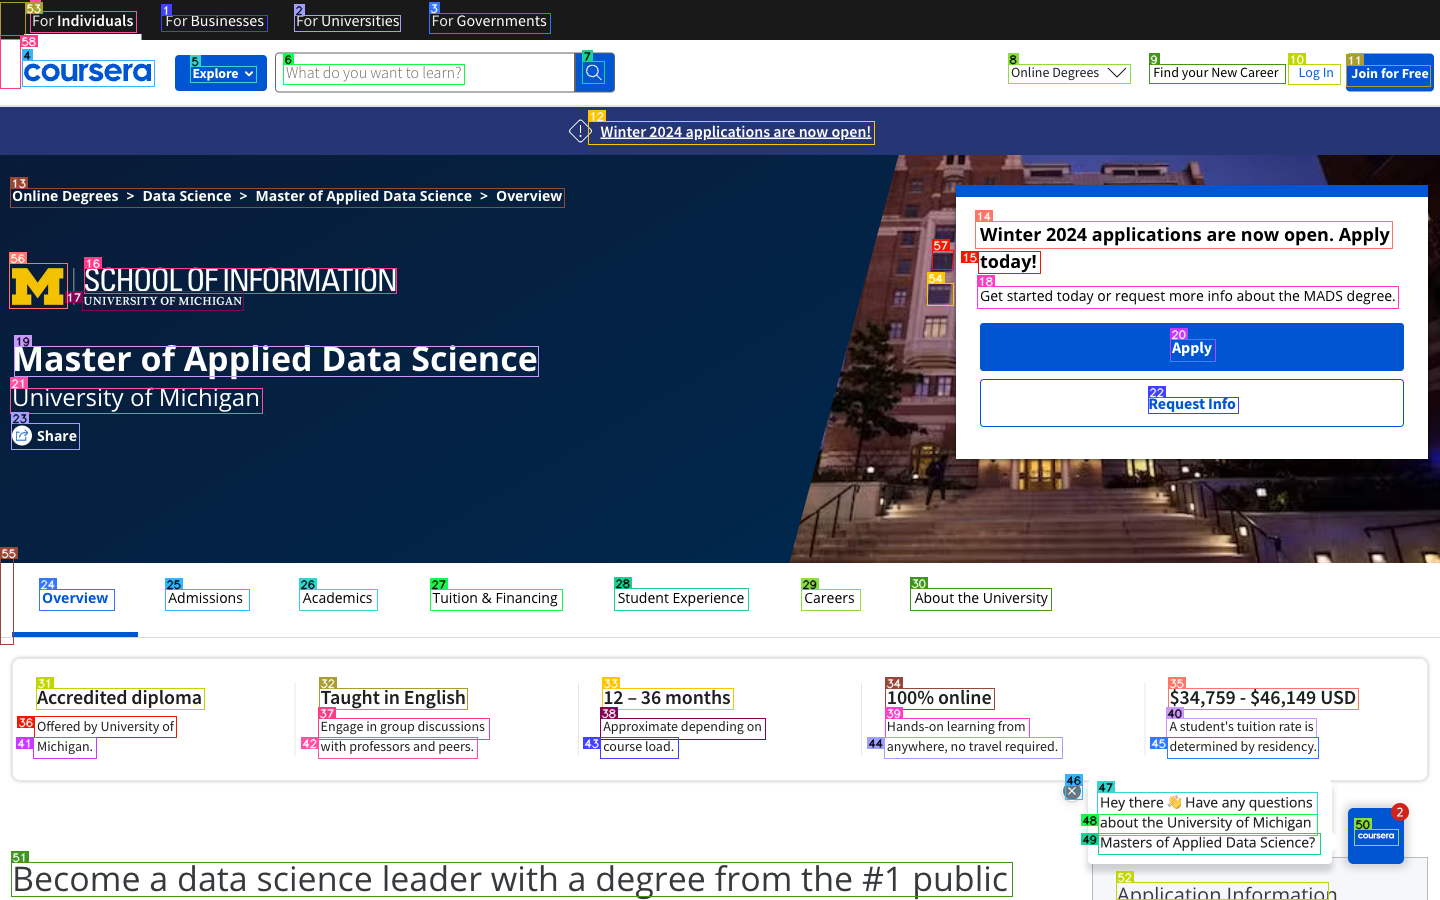 For Individuals
For Businesses
For Universities
For Governments
coursera
Explore
What do you want to learn?
Online Degrees
Find your New Career
Log In
Join for Free
Winter 2024 applications are now open!
Online Degrees > Data Science > Master of Applied Data Science > Overview
M SCHOOL OF INFORMATION
UNIVERSITY OF MICHIGAN
Master of Applied Data Science
University of Michigan
Share
Winter 2024 applications are now open. Apply
today!
Get started today or request more info about the MADS degree.
Apply
Request Info
Overview
Admissions
Academics
Tuition & Financing
Student Experience
Careers
About the University
Accredited diploma
Offered by University of
Michigan.
Taught in English
Engage in group discussions
with professors and peers.
12 – 36 months
Approximate depending on
course load.
100% online
Hands-on learning from
anywhere, no travel required.
$34,759 - $46,149 USD
A student's tuition rate is
determined by residency.
Hey there 👋 Have any questions
about the University of Michigan
Masters of Applied Data Science?
coursera
2
Become a data science leader with a degree from the #1 public
Application Information
53
1
2
3
58
4
5
6
7
8
9
10
11
12
13
14
15
16
17
18
19
20
21
22
23
24
25
26
27
28
29
30
31
32
33
34
35
36
37
38
39
40
41
42
43
44
45
46
47
48
49
50
51
52
54
55
56
57